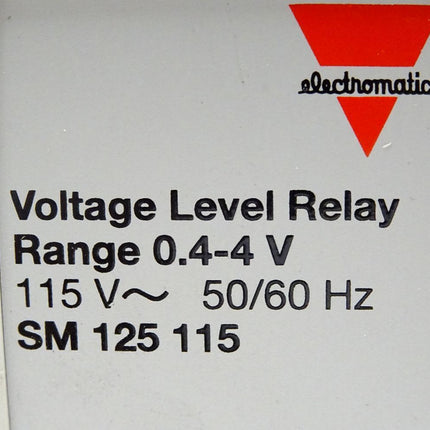 electromatic
Voltage Level Relay
Range 0.4-4 V
115 V~ 50/60 Hz
SM 125 115